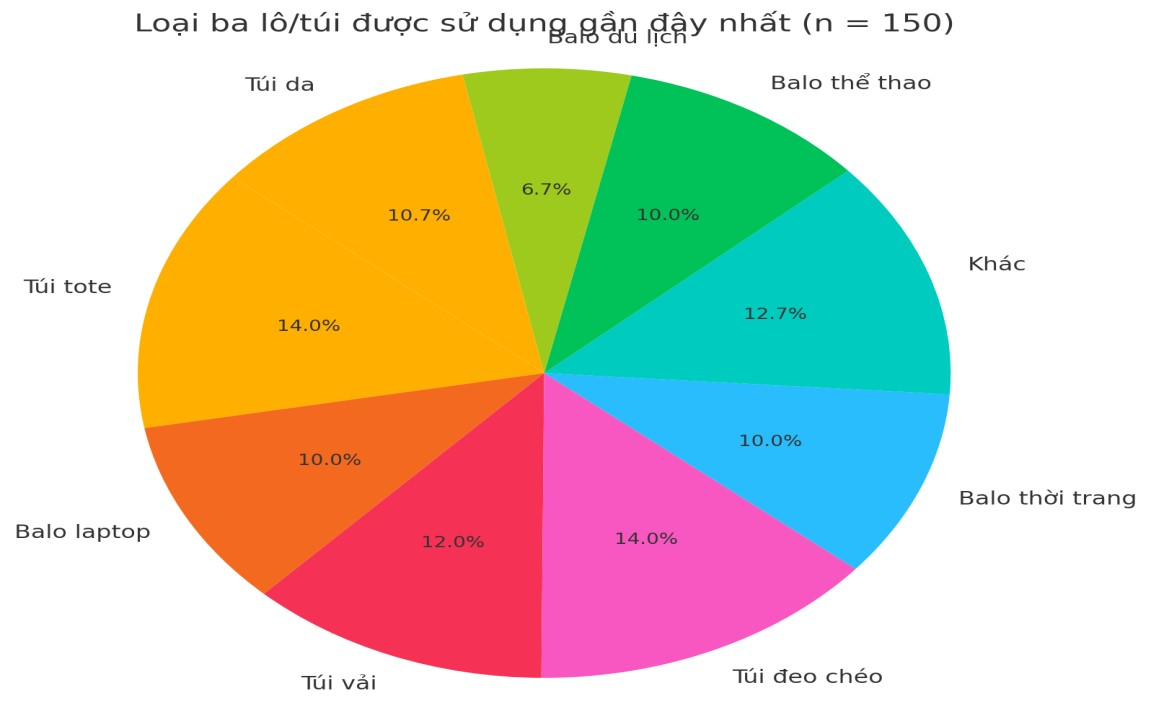 Loại ba lô/túi được sử dụng gần đây nhất (n = 150)
Balo du lịch
Balo thể thao
Túi da
6.7%
10.7%
10.0%
Khác
Túi tote
12.7%
14.0%
10.0%
10.0%
Balo thời trang
Balo laptop
12.0%
14.0%
Túi đeo chéo
Túi vải